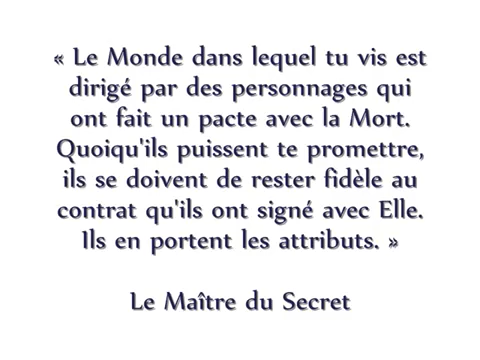 « Le Monde dans lequel tu vis est
dirigé par des personnages qui
ont fait un pacte avec la Mort.
Quoiqu'ils puissent te promettre,
ils se doivent de rester fidèle au
contrat qu'ils ont signé avec Elle.
Ils en portent les attributs. »
Le Maître du Secret